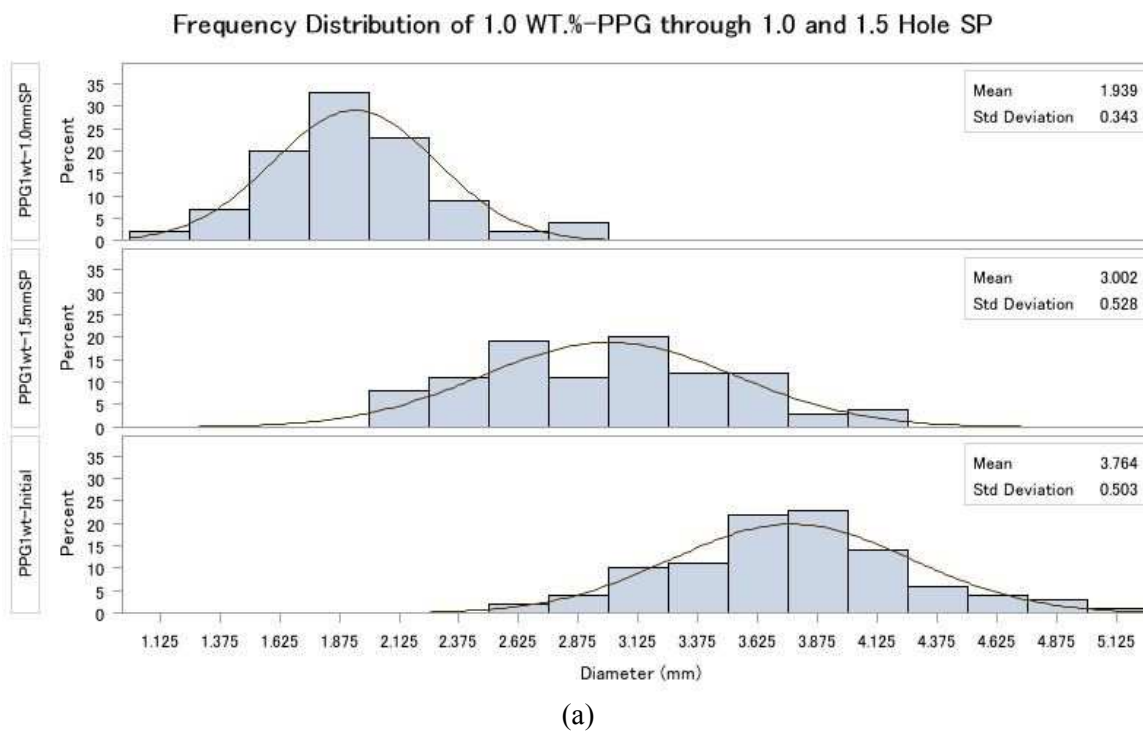 Frequency Distribution of 1.0 WT.%-PPG through 1.0 and 1.5 Hole SP
PPG1wt-1.0mmSP
Percent
35
30
25
20
15
10
5
0
Mean 1.939
Std Deviation 0.343
PPG1wt-1.5mmSP
Percent
35
30
25
20
15
10
5
0
Mean 3.002
Std Deviation 0.528
PPG1wt-Initial
Percent
35
30
25
20
15
10
5
0
Mean 3.764
Std Deviation 0.503
1.125 1.375 1.625 1.875 2.125 2.375 2.625 2.875 3.125 3.375 3.625 3.875 4.125 4.375 4.625 4.875 5.125
Diameter (mm)
(a)